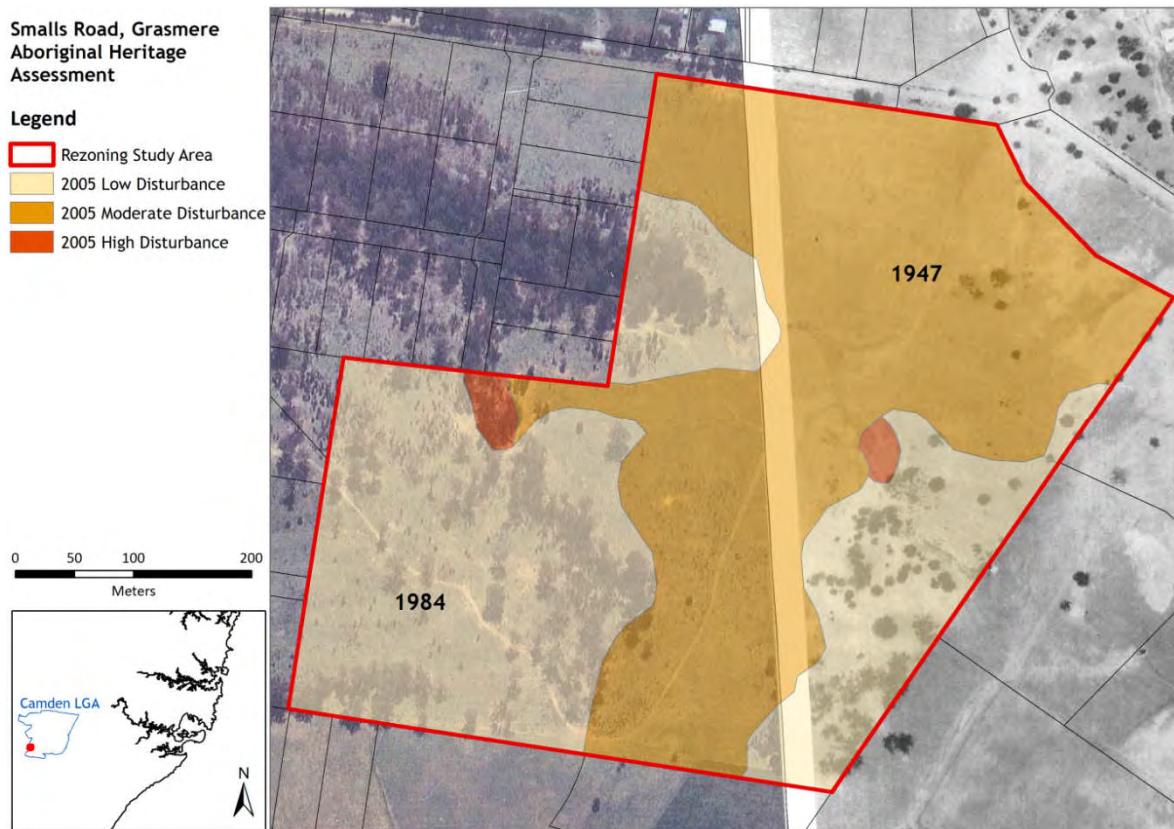 Smalls Road, Grasmere
Aboriginal Heritage
Assessment
Legend
Rezoning Study Area
2005 Low Disturbance
2005 Moderate Disturbance
2005 High Disturbance
0 50 100 200
Meters
Camden LGA
N
1947
1984